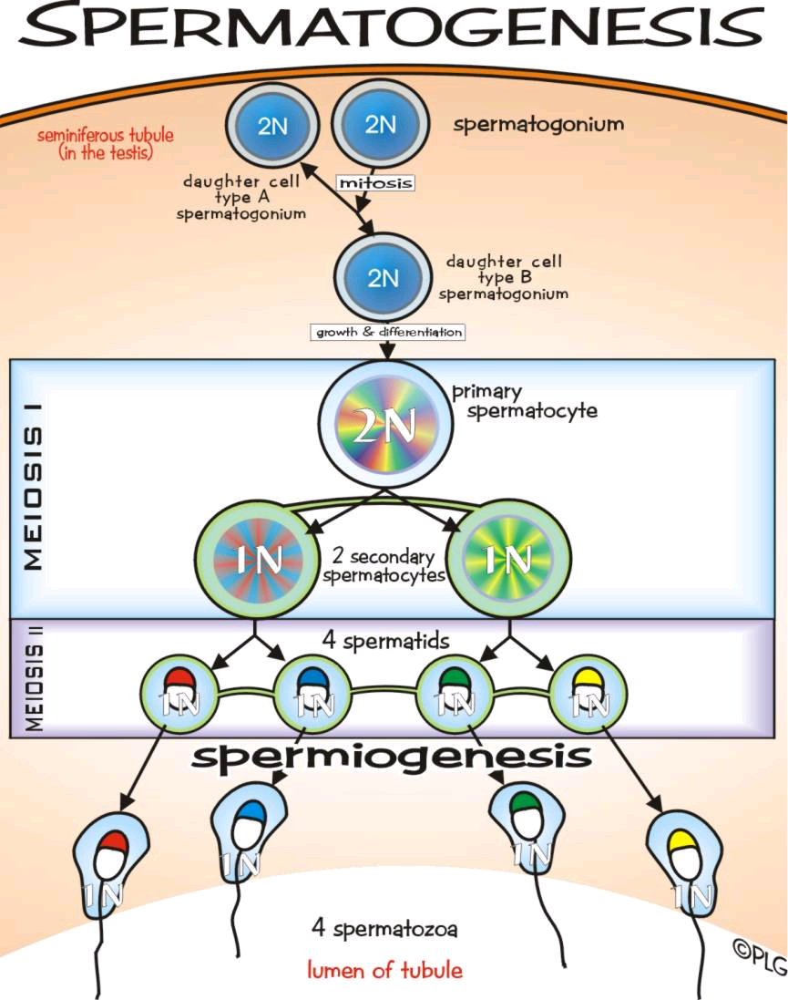 SPERMATOGENESIS
2N
2N
spermatogonium
seminiferous tubule
(in the testis)
mitosis
daughter cell
type A
spermatogonium
2N
daughter cell
type B
spermatogonium
growth & differentiation
MEIOSIS I
2N
primary
spermatocyte
1N
2 secondary
spermatocytes
1N
MEIOSIS II
4 spermatids
1N
1N
1N
1N
spermiogenesis
1N
1N
1N
1N
4 spermatozoa
lumen of tubule
©PLG